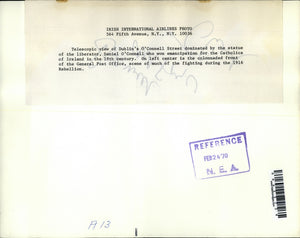 IRISH INTERNATIONAL AIRLINES PHOTO
564 Fifth Avenue, N.Y., N.Y. 10036
Telescopic view of Dublin's O'Connell Street dominated by the statue
of the liberator, Daniel O'Connell who won emancipation for the Catholics
of Ireland in the 19th century. On left center is the colonnaded front
of the General Post Office, scene of much of the fighting during the 1916
Rebellion.
REFERENCE
FEB 24 '70
N. E. A.
A13